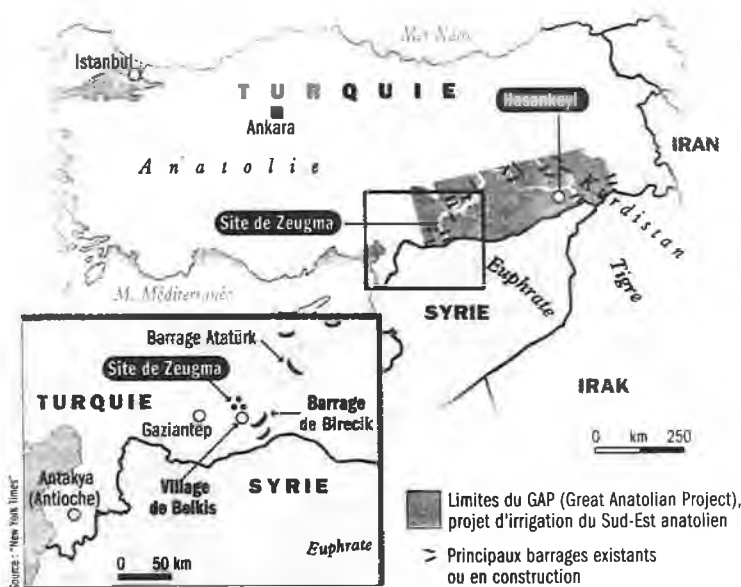 Mer Noire
Istanbul
TURQUIE
Hasankeyf
Ankara
IRAN
Anatolie
Kurdistan
Site de Zeugma
Euphrate
Tigre
M. Méditerranée
SYRIE
IRAK
0 km 250
Barrage Atatürk
Site de Zeugma
TURQUIE
Barrage
de Birecik
Gaziantep
Antakya
(Antioche)
Village
de Belkis
SYRIE
Euphrate
0 50 km
Source : "New York Times"
Limites du GAP (Great Anatolian Project),
projet d'irrigation du Sud-Est anatolien
Principaux barrages existants
ou en construction